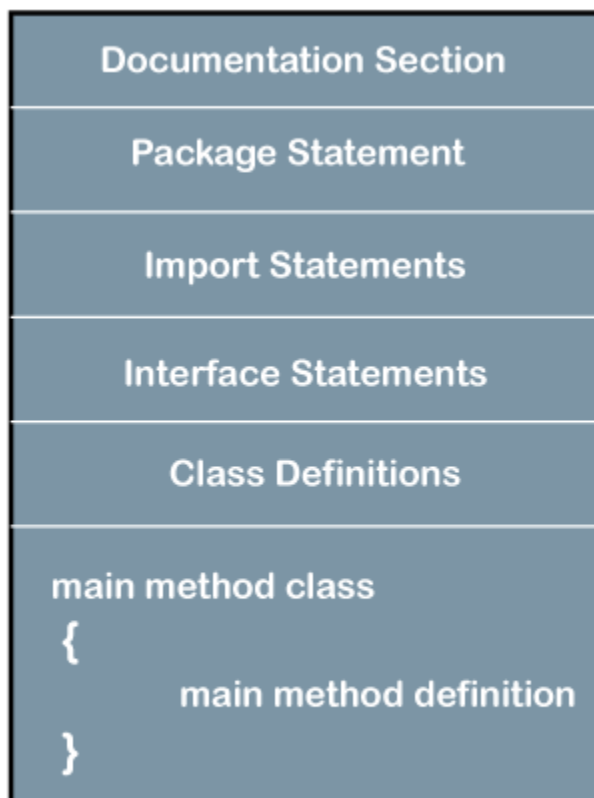 Documentation Section
Package Statement
Import Statements
Interface Statements
Class Definitions
main method class
{
main method definition
}